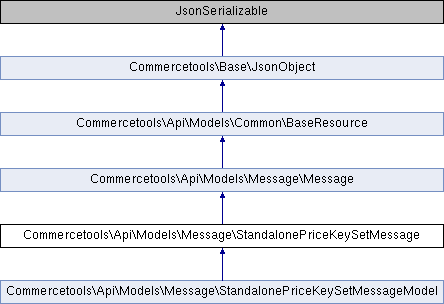 JsonSerializable
Commercetools\Base\JsonObject
Commercetools\Api\Models\Common\BaseResource
Commercetools\Api\Models\Message\Message
Commercetools\Api\Models\Message\StandalonePriceKeySetMessage
Commercetools\Api\Models\Message\StandalonePriceKeySetMessageModel